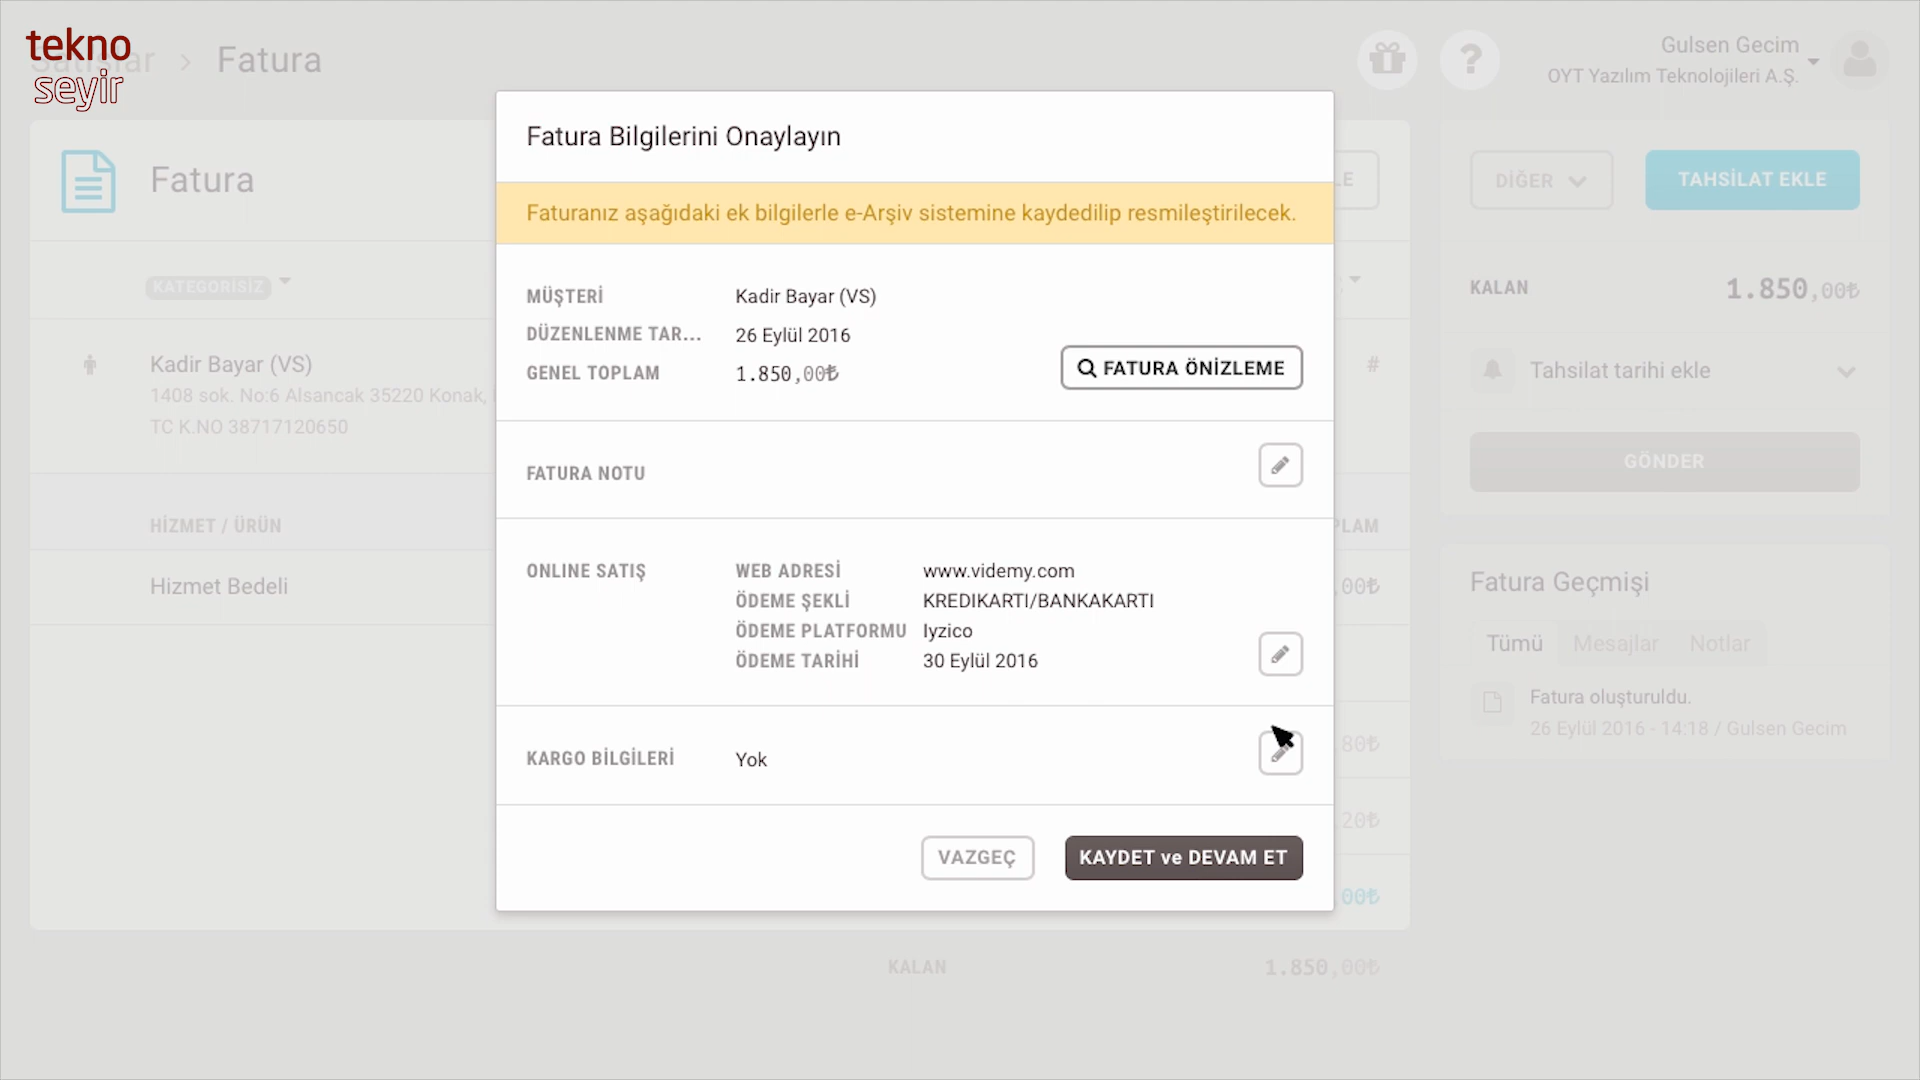 tekno
seyir
Satışlar > Fatura
Gulsen Gecim
OYT Yazılım Teknolojileri A.Ş.
Fatura
DİĞER
TAHSİLAT EKLE
KATEGORİSİZ
KALAN 1.850,00₺
Kadir Bayar (VS)
1408 sok. No:6 Alsancak 35220 Konak,
TC K.NO 38717120650
#
Tahsilat tarihi ekle
GÖNDER
HİZMET / ÜRÜN
Hizmet Bedeli
Fatura Geçmişi
Tümü Mesajlar Notlar
Fatura oluşturuldu.
26 Eylül 2016 - 14:18 / Gulsen Gecim
Fatura Bilgilerini Onaylayın
Faturanız aşağıdaki ek bilgilerle e-Arşiv sistemine kaydedilip resmileştirilecek.
MÜŞTERİ Kadir Bayar (VS)
DÜZENLENME TAR... 26 Eylül 2016
GENEL TOPLAM 1.850,00₺
FATURA ÖNİZLEME
FATURA NOTU
ONLINE SATIŞ
WEB ADRESİ www.videmy.com
ÖDEME ŞEKLİ KREDIKARTI/BANKAKARTI
ÖDEME PLATFORMU Iyzico
ÖDEME TARİHİ 30 Eylül 2016
KARGO BİLGİLERİ Yok
VAZGEÇ
KAYDET ve DEVAM ET
KALAN 1.850,00₺